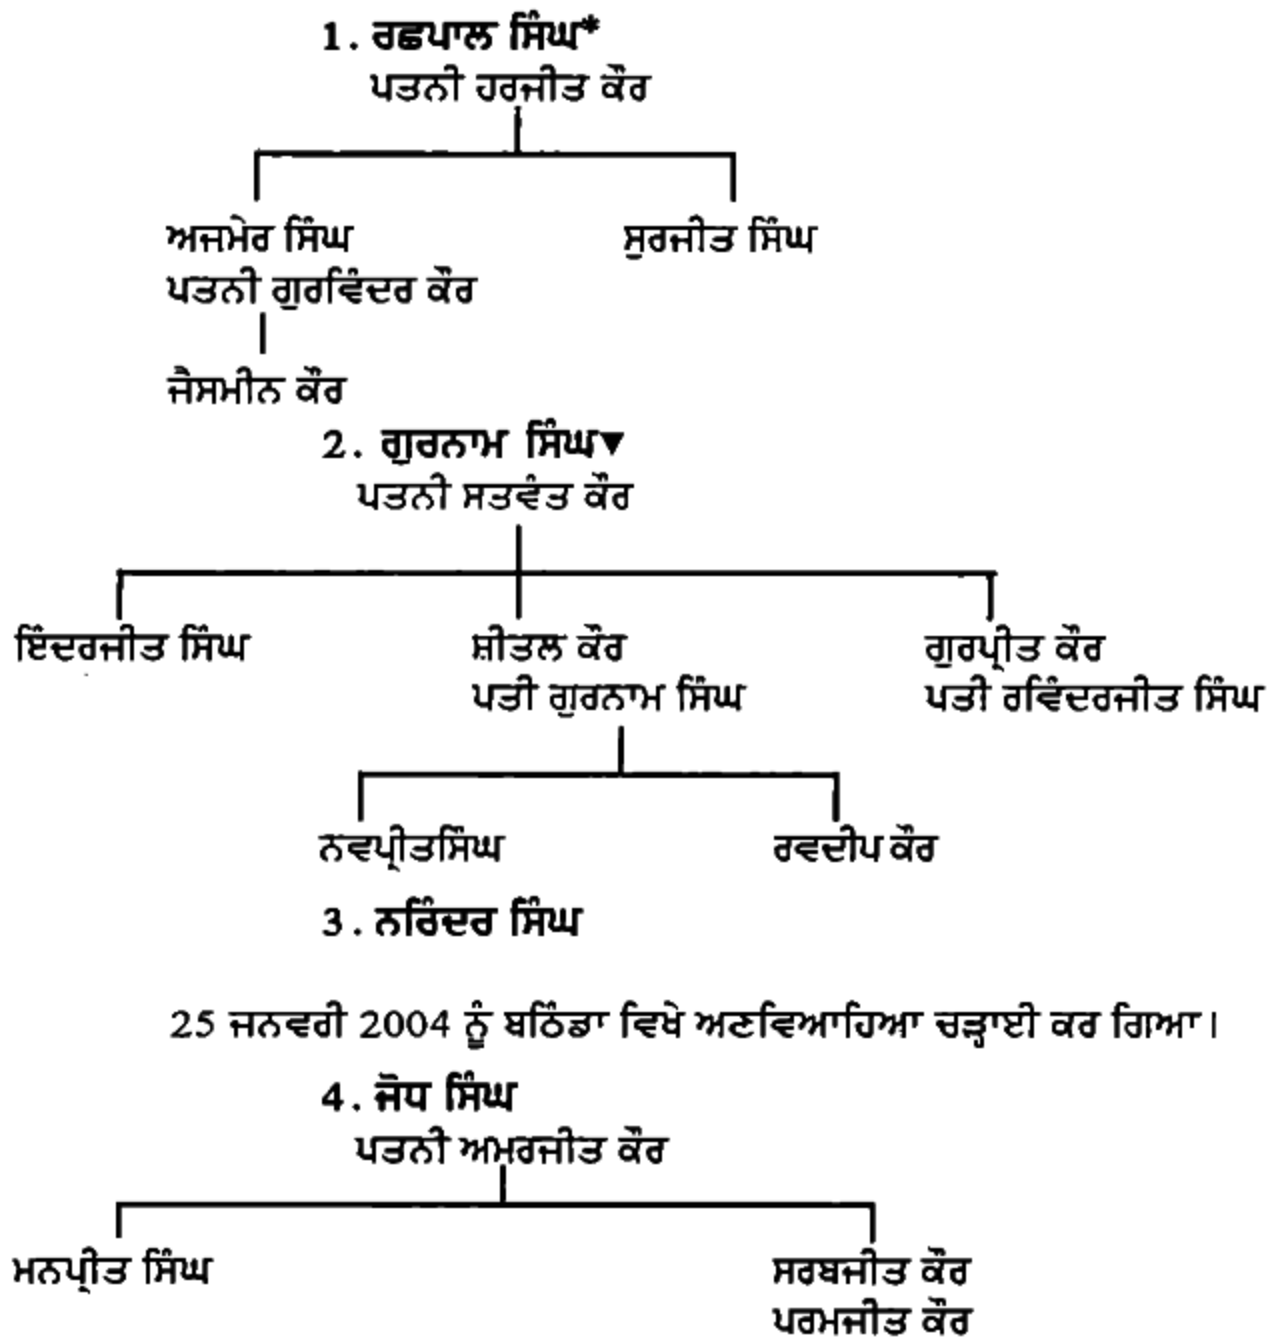 1. ਰਛਪਾਲ ਸਿੰਘ*
ਪਤਨੀ ਹਰਜੀਤ ਕੌਰ
ਅਜਮੇਰ ਸਿੰਘ ਸੁਰਜੀਤ ਸਿੰਘ
ਪਤਨੀ ਗੁਰਵਿੰਦਰ ਕੌਰ
ਜੈਸਮੀਨ ਕੌਰ
2. ਗੁਰਨਾਮ ਸਿੰਘ▼
ਪਤਨੀ ਸਤਵੰਤ ਕੌਰ
ਇੰਦਰਜੀਤ ਸਿੰਘ ਸ਼ੀਤਲ ਕੌਰ ਗੁਰਪ੍ਰੀਤ ਕੌਰ
ਪਤੀ ਗੁਰਨਾਮ ਸਿੰਘ ਪਤੀ ਰਵਿੰਦਰਜੀਤ ਸਿੰਘ
ਨਵਪ੍ਰੀਤਸਿੰਘ ਰਵਦੀਪ ਕੌਰ
3. ਨਰਿੰਦਰ ਸਿੰਘ
25 ਜਨਵਰੀ 2004 ਨੂੰ ਬਠਿੰਡਾ ਵਿਖੇ ਅਣਵਿਆਹਿਆ ਚੜ੍ਹਾਈ ਕਰ ਗਿਆ।
4. ਜੋਧ ਸਿੰਘ
ਪਤਨੀ ਅਮਰਜੀਤ ਕੌਰ
ਮਨਪ੍ਰੀਤ ਸਿੰਘ ਸਰਬਜੀਤ ਕੌਰ
ਪਰਮਜੀਤ ਕੌਰ